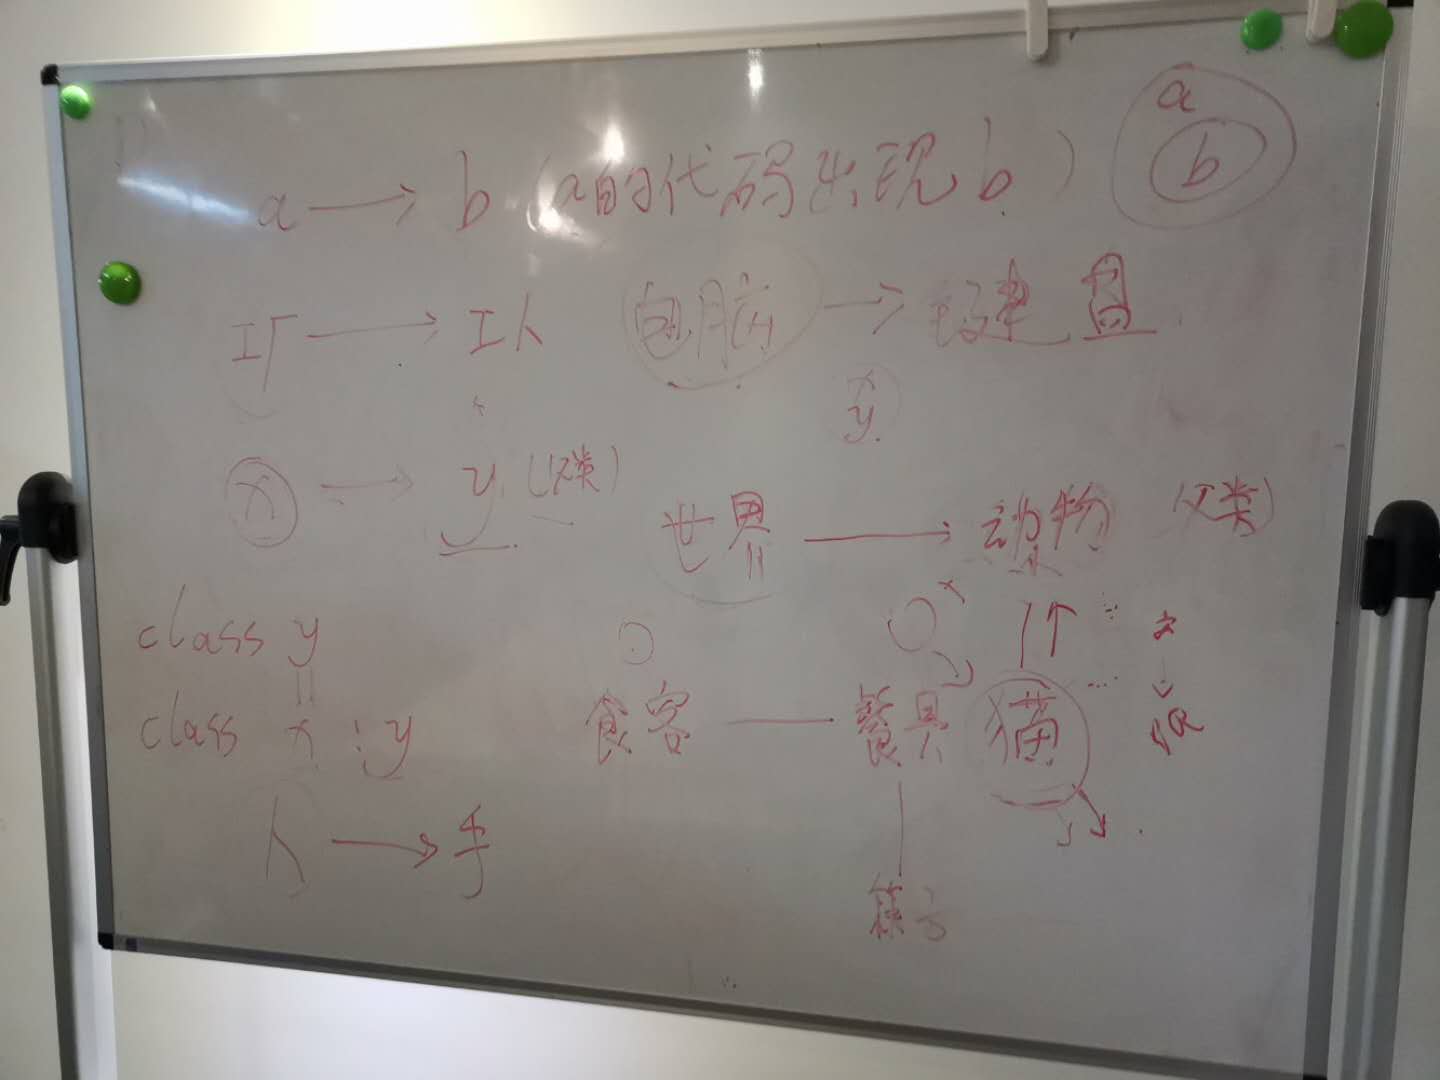 a
b
a → b (a的代码出现b)
工厂 → 工人
电脑 → 键盘
x
y
x → y (父类)
世界 → 动物 (父类)
class y
class x : y
食客 — 餐具
猫
人 → 手
筷子